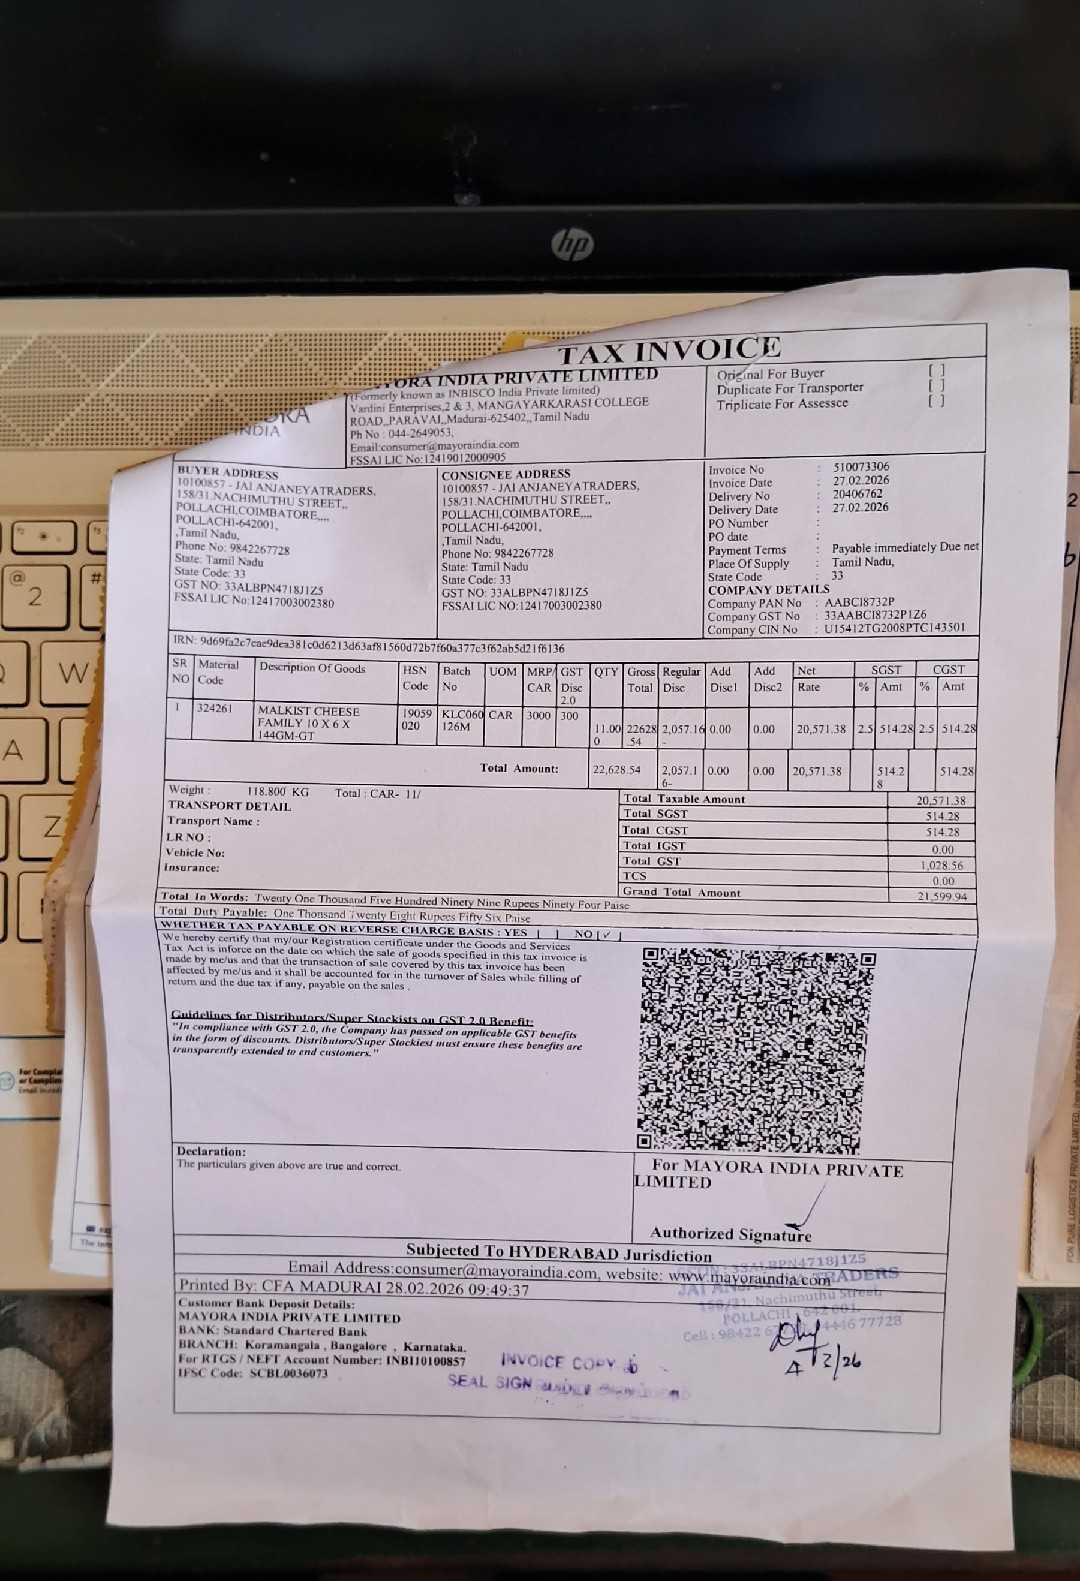 hp
TAX INVOICE
YORA INDIA PRIVATE LIMITED
(Formerly known as INBISCO India Private limited)
Vardini Enterprises,2 & 3, MANGAYARKARASI COLLEGE
ROAD,,PARAVAI,,Madurai-625402,,Tamil Nadu
Ph No : 044-2649053,
Email:consumer@mayoraindia.com
FSSAI LIC No:12419012000905
ORA
INDIA
Original For Buyer [ ]
Duplicate For Transporter [ ]
Triplicate For Assessee [ ]
BUYER ADDRESS
10100857 - JAI ANJANEYATRADERS,
158/31,NACHIMUTHU STREET,,
POLLACHI,COIMBATORE,,,,
POLLACHI-642001,
,Tamil Nadu,
Phone No: 9842267728
State: Tamil Nadu
State Code: 33
GST NO: 33ALBPN4718J1Z5
FSSAI LIC No:12417003002380
CONSIGNEE ADDRESS
10100857 - JAI ANJANEYATRADERS,
158/31,NACHIMUTHU STREET,,
POLLACHI,COIMBATORE,,,,
POLLACHI-642001,
,Tamil Nadu,
Phone No: 9842267728
State: Tamil Nadu
State Code: 33
GST NO: 33ALBPN4718J1Z5
FSSAI LIC No:12417003002380
Invoice No : 510073306
Invoice Date : 27.02.2026
Delivery No : 20406762
Delivery Date : 27.02.2026
PO Number :
PO date :
Payment Terms : Payable immediately Due net
Place Of Supply : Tamil Nadu,
State Code : 33
COMPANY DETAILS
Company PAN No : AABCI8732P
Company GST No : 33AABCI8732P1Z6
Company CIN No : U15412TG2008PTC143501
IRN: 9d69fa2c7eae9dea381c0d6213d63af81560d72b7f60a377c3f62ab5d21f6136
SR NO Material Code Description Of Goods HSN Code Batch No UOM MRP/ CAR GST Disc 2.0 QTY Gross Total Regular Disc Add Disc1 Add Disc2 Net Rate SGST % Amt CGST % Amt
1 324261 MALKIST CHEESE FAMILY 10 X 6 X 144GM-GT 19059020 KLC060126M CAR 3000 300 11.000 22628.54 2,057.16- 0.00 0.00 20,571.38 2.5 514.28 2.5 514.28
Total Amount: 22,628.54 2,057.16- 0.00 0.00 20,571.38 514.28 514.28
Weight : 118.800 KG Total : CAR- 11/
TRANSPORT DETAIL
Transport Name :
LR NO :
Vehicle No:
Insurance:
Total Taxable Amount 20,571.38
Total SGST 514.28
Total CGST 514.28
Total IGST 0.00
Total GST 1,028.56
TCS 0.00
Grand Total Amount 21,599.94
Total In Words: Twenty One Thousand Five Hundred Ninety Nine Rupees Ninety Four Paise
Total Duty Payable: One Thousand Twenty Eight Rupees Fifty Six Paise
WHETHER TAX PAYABLE ON REVERSE CHARGE BASIS : YES [ ] NO [✓]
We hereby certify that my/our Registration certificate under the Goods and Services
Tax Act is inforce on the date on which the sale of goods specified in this tax invoice is
made by me/us and that the transaction of sale covered by this tax invoice has been
affected by me/us and it shall be accounted for in the turnover of Sales while filling of
return and the due tax if any, payable on the sales .
Guidelines for Distributors/Super Stockists on GST 2.0 Benefit:
"In compliance with GST 2.0, the Company has passed on applicable GST benefits
in the form of discounts. Distributors/Super Stockiest must ensure these benefits are
transparently extended to end customers."
Declaration:
The particulars given above are true and correct.
For MAYORA INDIA PRIVATE
LIMITED
Authorized Signature
Subjected To HYDERABAD Jurisdiction
Email Address:consumer@mayoraindia.com, website: www.mayoraindia.com
Printed By: CFA MADURAI 28.02.2026 09:49:37
Customer Bank Deposit Details:
MAYORA INDIA PRIVATE LIMITED
BANK: Standard Chartered Bank
BRANCH: Koramangala , Bangalore , Karnataka.
For RTGS / NEFT Account Number: INB110100857
IFSC Code: SCBL0036073
INVOICE COPY
SEAL SIGN
33ALBPN4718J1Z5
TRADERS
Nachimuthu Street,
POLLACHI - 642 001.
Cell : 98422
77728
@
2
#
W
A
Z
For Compla
or Complim